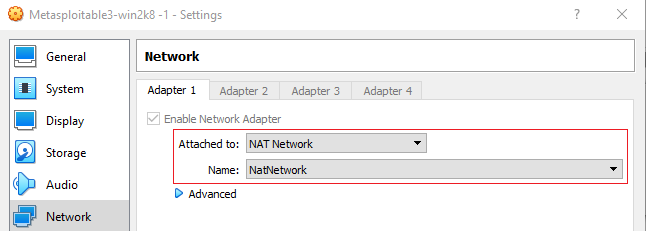 Metasploitable3-win2k8 -1 - Settings
?
General
System
Display
Storage
Audio
Network
Network
Adapter 1 Adapter 2 Adapter 3 Adapter 4
Enable Network Adapter
Attached to: NAT Network
Name: NatNetwork
Advanced